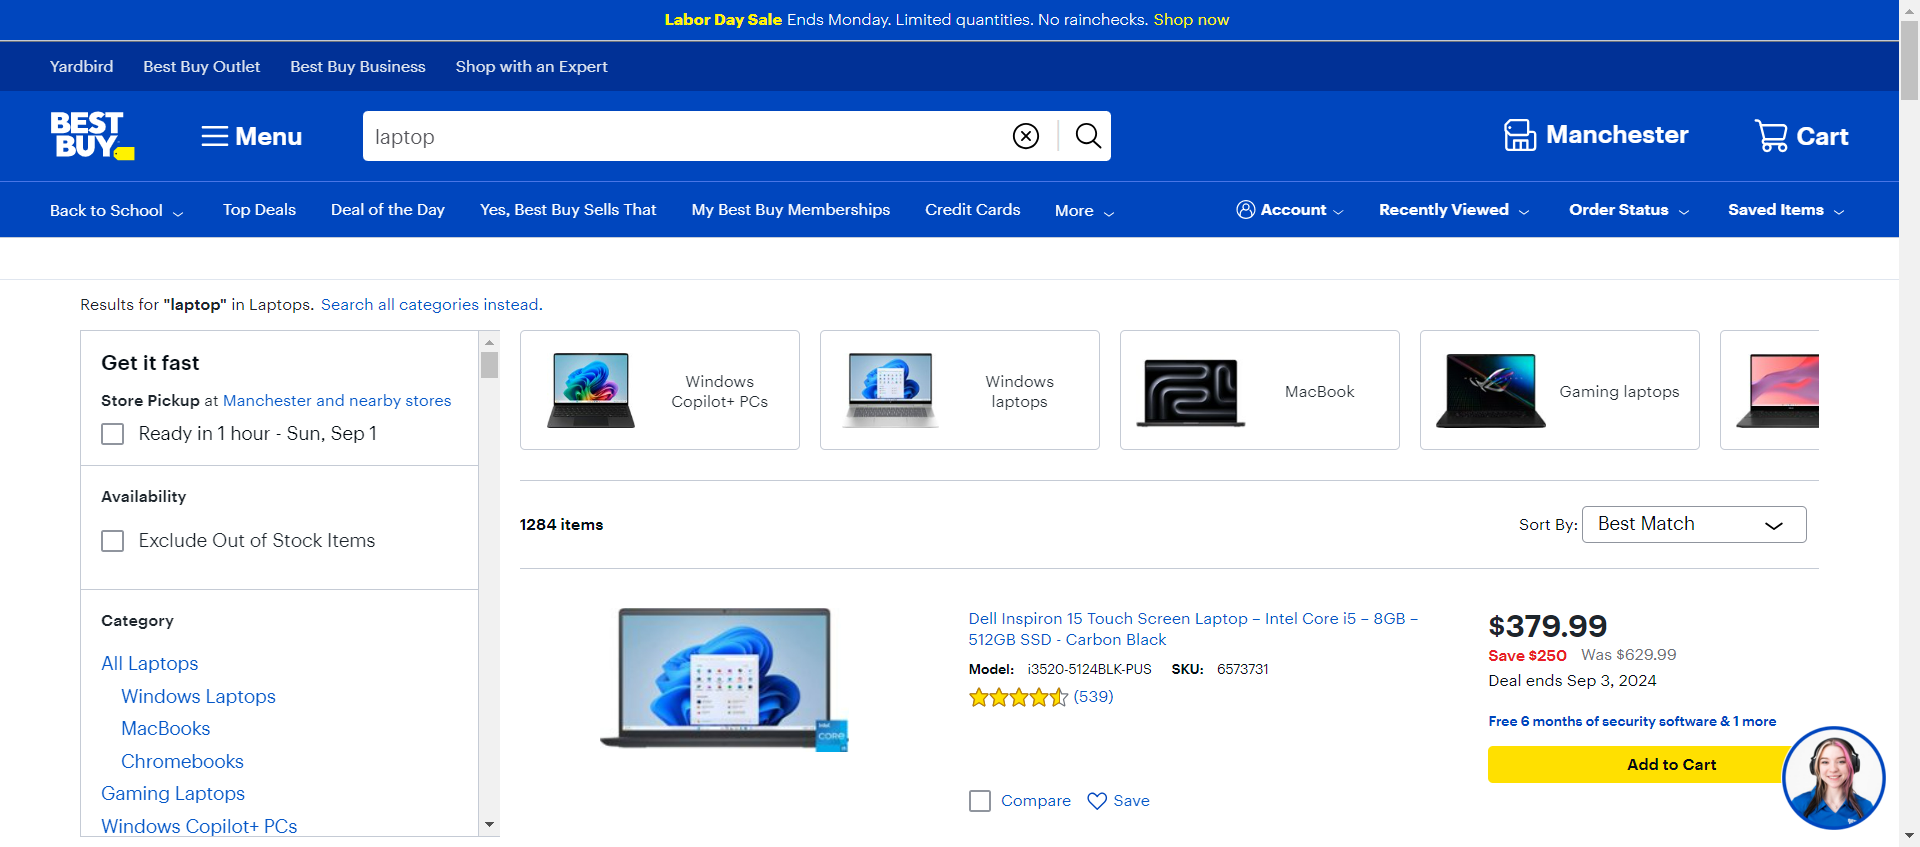 Labor Day Sale Ends Monday. Limited quantities. No rainchecks. Shop now
Yardbird Best Buy Outlet Best Buy Business Shop with an Expert
BEST
BUY
Menu
laptop
Manchester
Cart
Back to School Top Deals Deal of the Day Yes, Best Buy Sells That My Best Buy Memberships Credit Cards More Account Recently Viewed Order Status Saved Items
Results for "laptop" in Laptops. Search all categories instead.
Get it fast
Store Pickup at Manchester and nearby stores
Ready in 1 hour - Sun, Sep 1
Availability
Exclude Out of Stock Items
Category
All Laptops
Windows Laptops
MacBooks
Chromebooks
Gaming Laptops
Windows Copilot+ PCs
Windows
Copilot+ PCs
Windows
laptops
MacBook
Gaming laptops
1284 items
Sort By: Best Match
intel
CORE
Dell Inspiron 15 Touch Screen Laptop – Intel Core i5 – 8GB –
512GB SSD - Carbon Black
Model: i3520-5124BLK-PUS SKU: 6573731
(539)
Compare Save
$379.99
Save $250 Was $629.99
Deal ends Sep 3, 2024
Free 6 months of security software & 1 more
Add to Cart